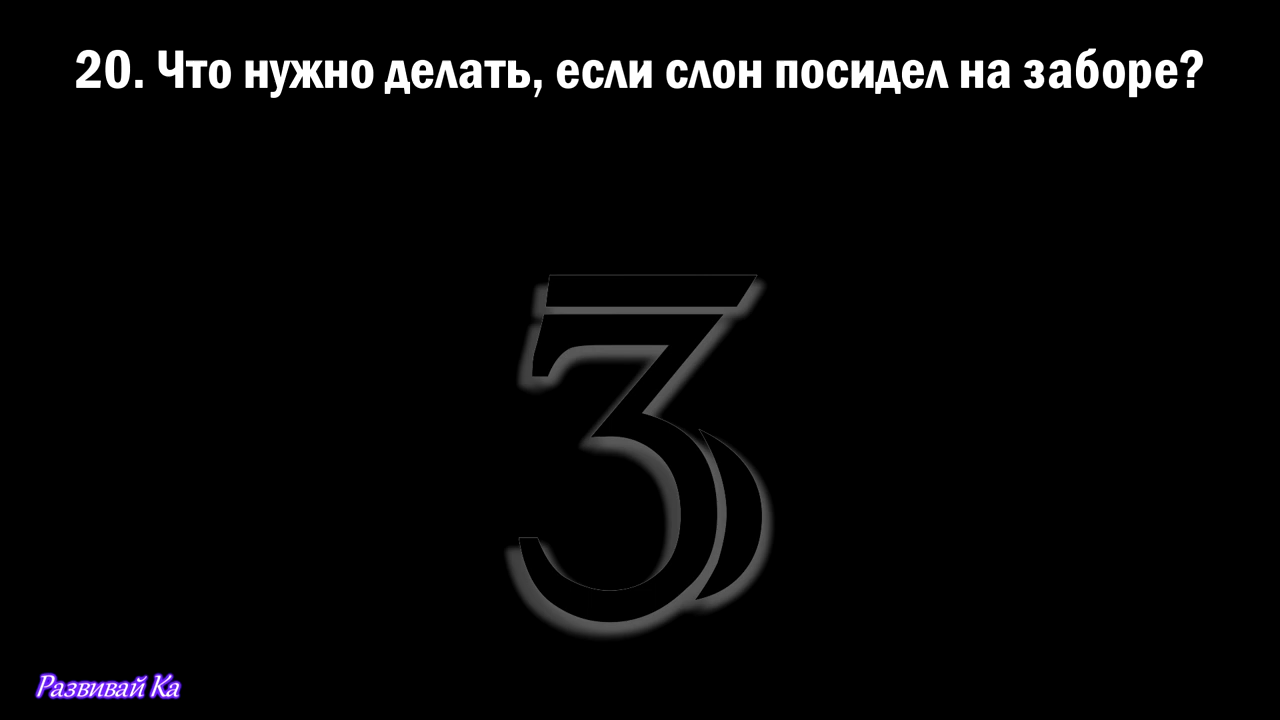 20. Что нужно делать, если слон посидел на заборе?
3
Развивай Ка